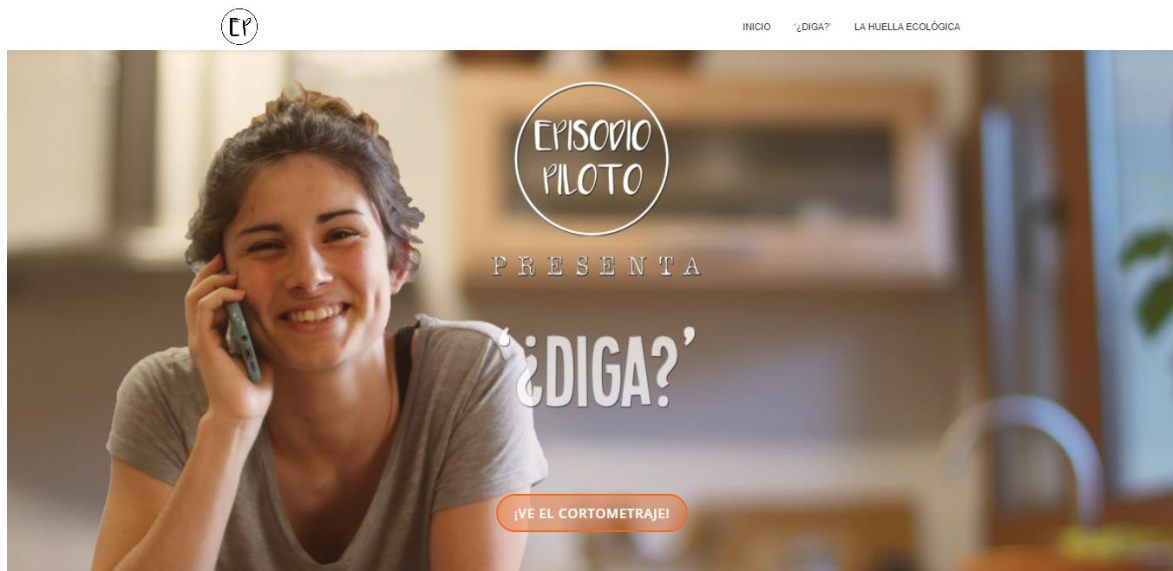 EP
INICIO
'¿DIGA?'
LA HUELLA ECOLÓGICA
EPISODIO
PILOTO
PRESENTA
'¿DIGA?'
¡VE EL CORTOMETRAJE!